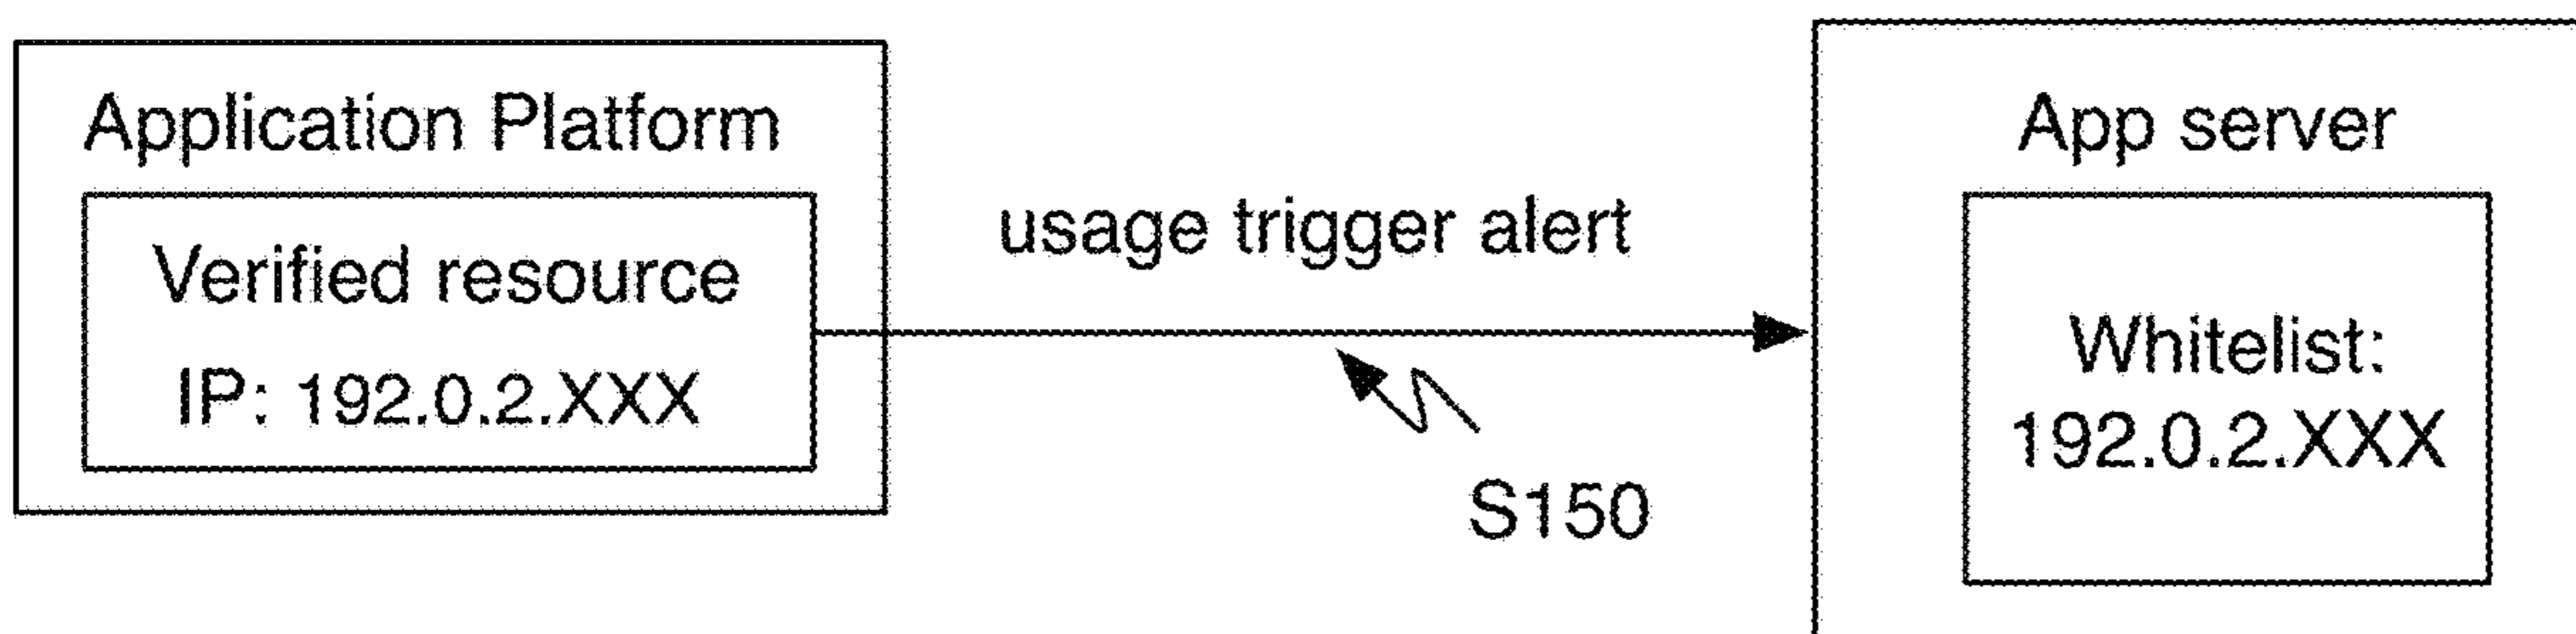 Application Platform
Verified resource
IP: 192.0.2.XXX
usage trigger alert
S150
App server
Whitelist:
192.0.2.XXX